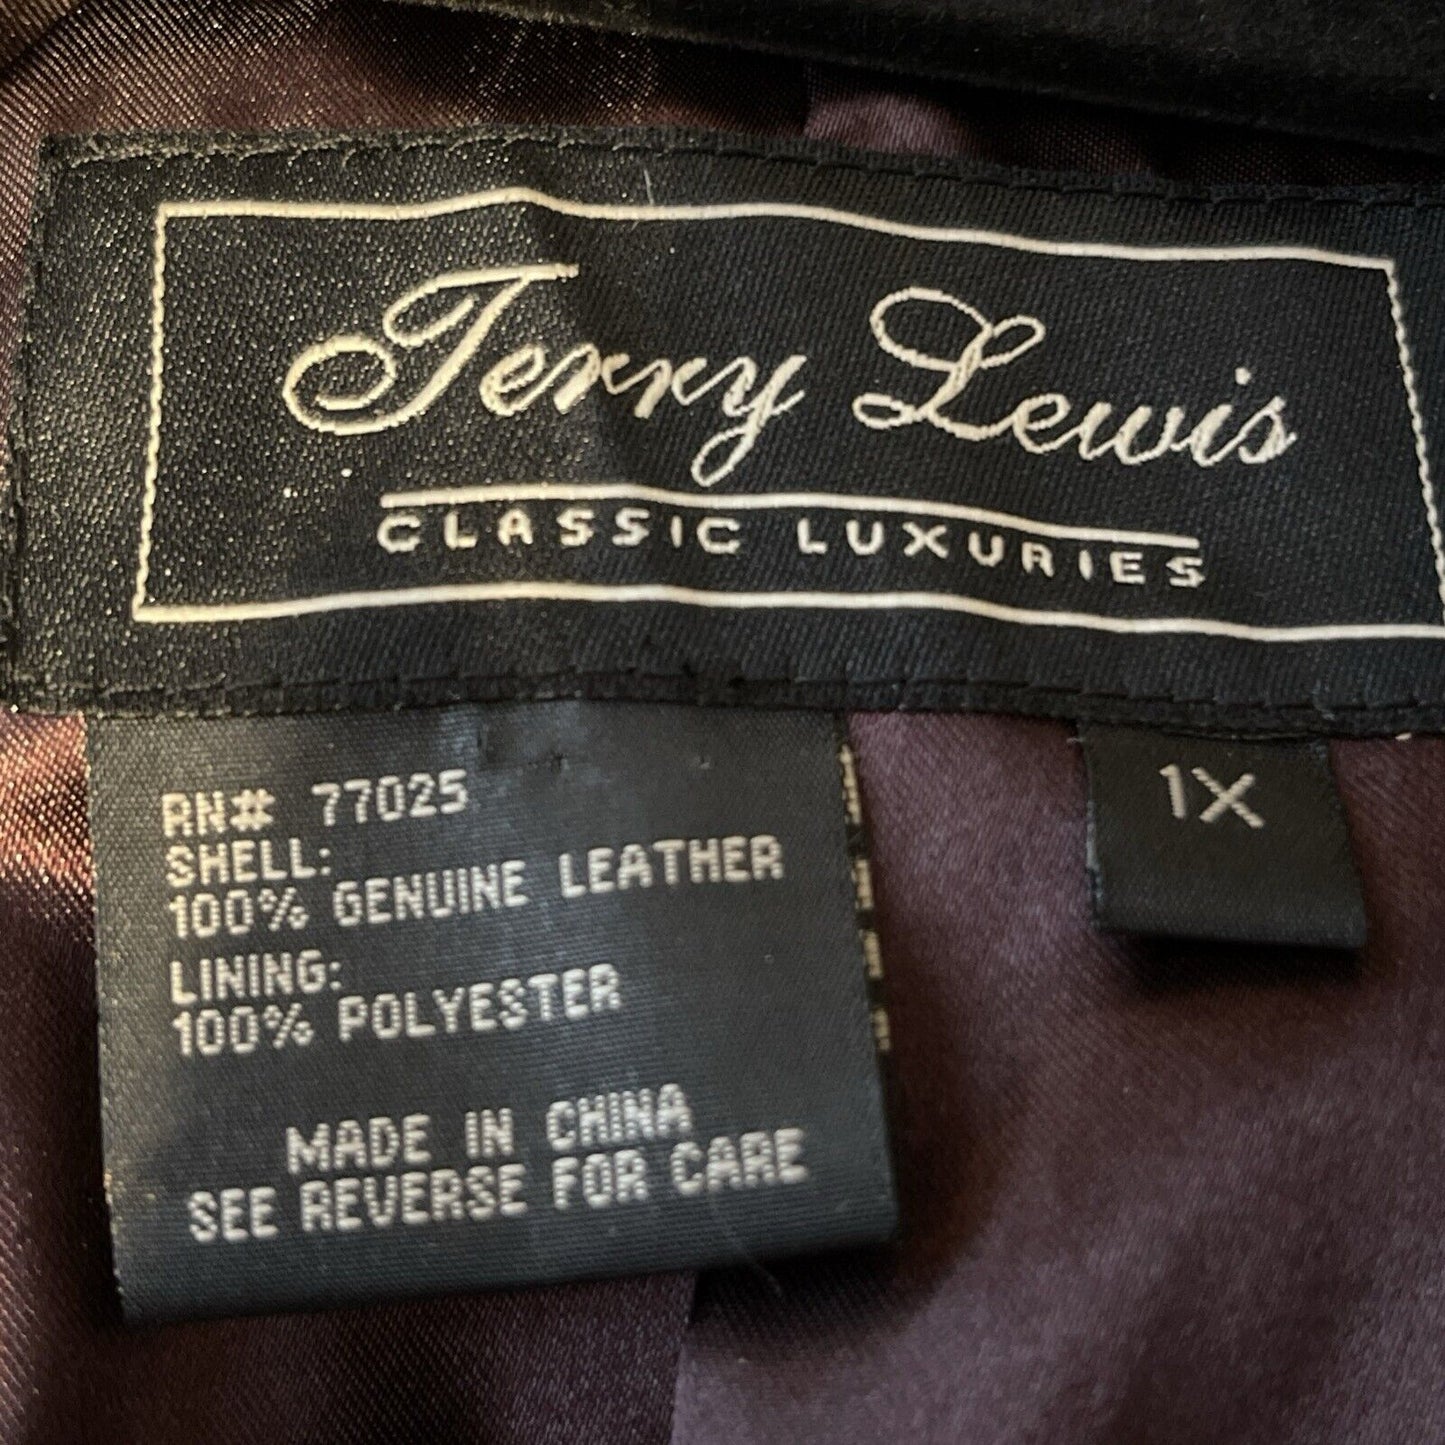 Terry Lewis
CLASSIC LUXURIES
1X
RN# 77025
SHELL:
100% GENUINE LEATHER
LINING:
100% POLYESTER
MADE IN CHINA
SEE REVERSE FOR CARE